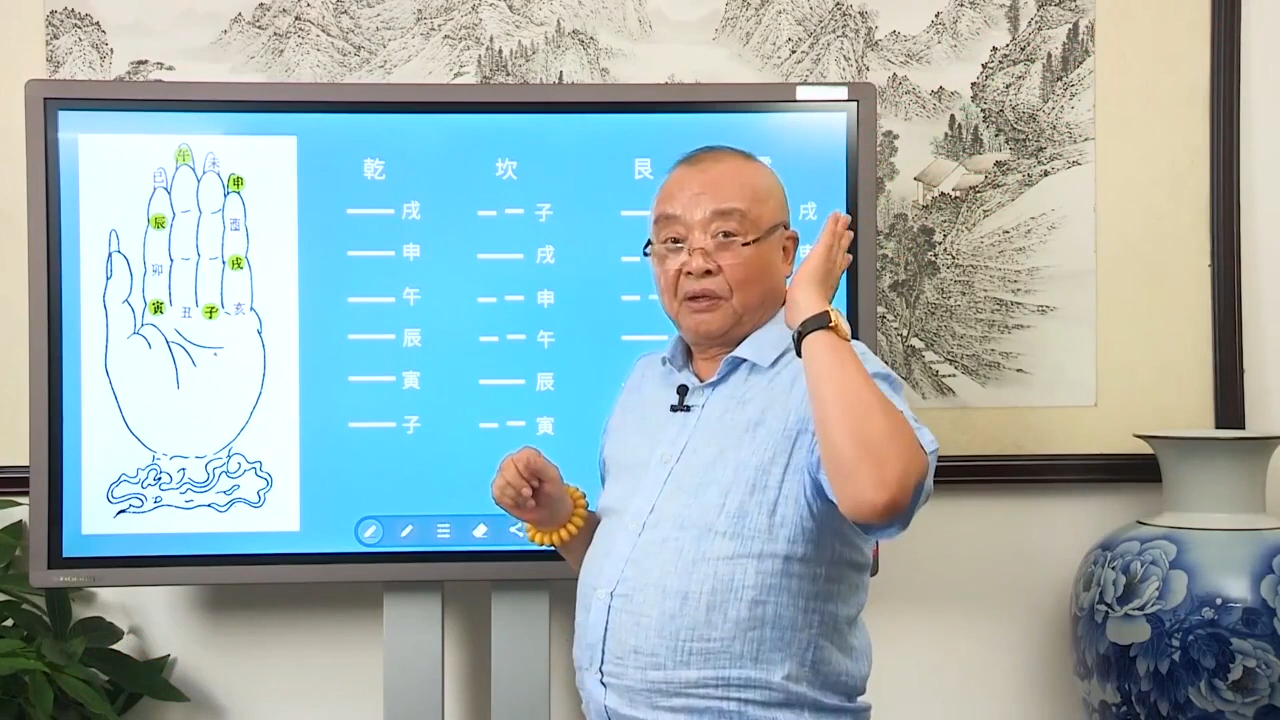 乾 坎 艮
戌 子 戌
申 戌
午 申
辰 午
寅 辰
子 寅
午 未
巳 申
辰 酉
卯 戌
寅 丑 子 亥